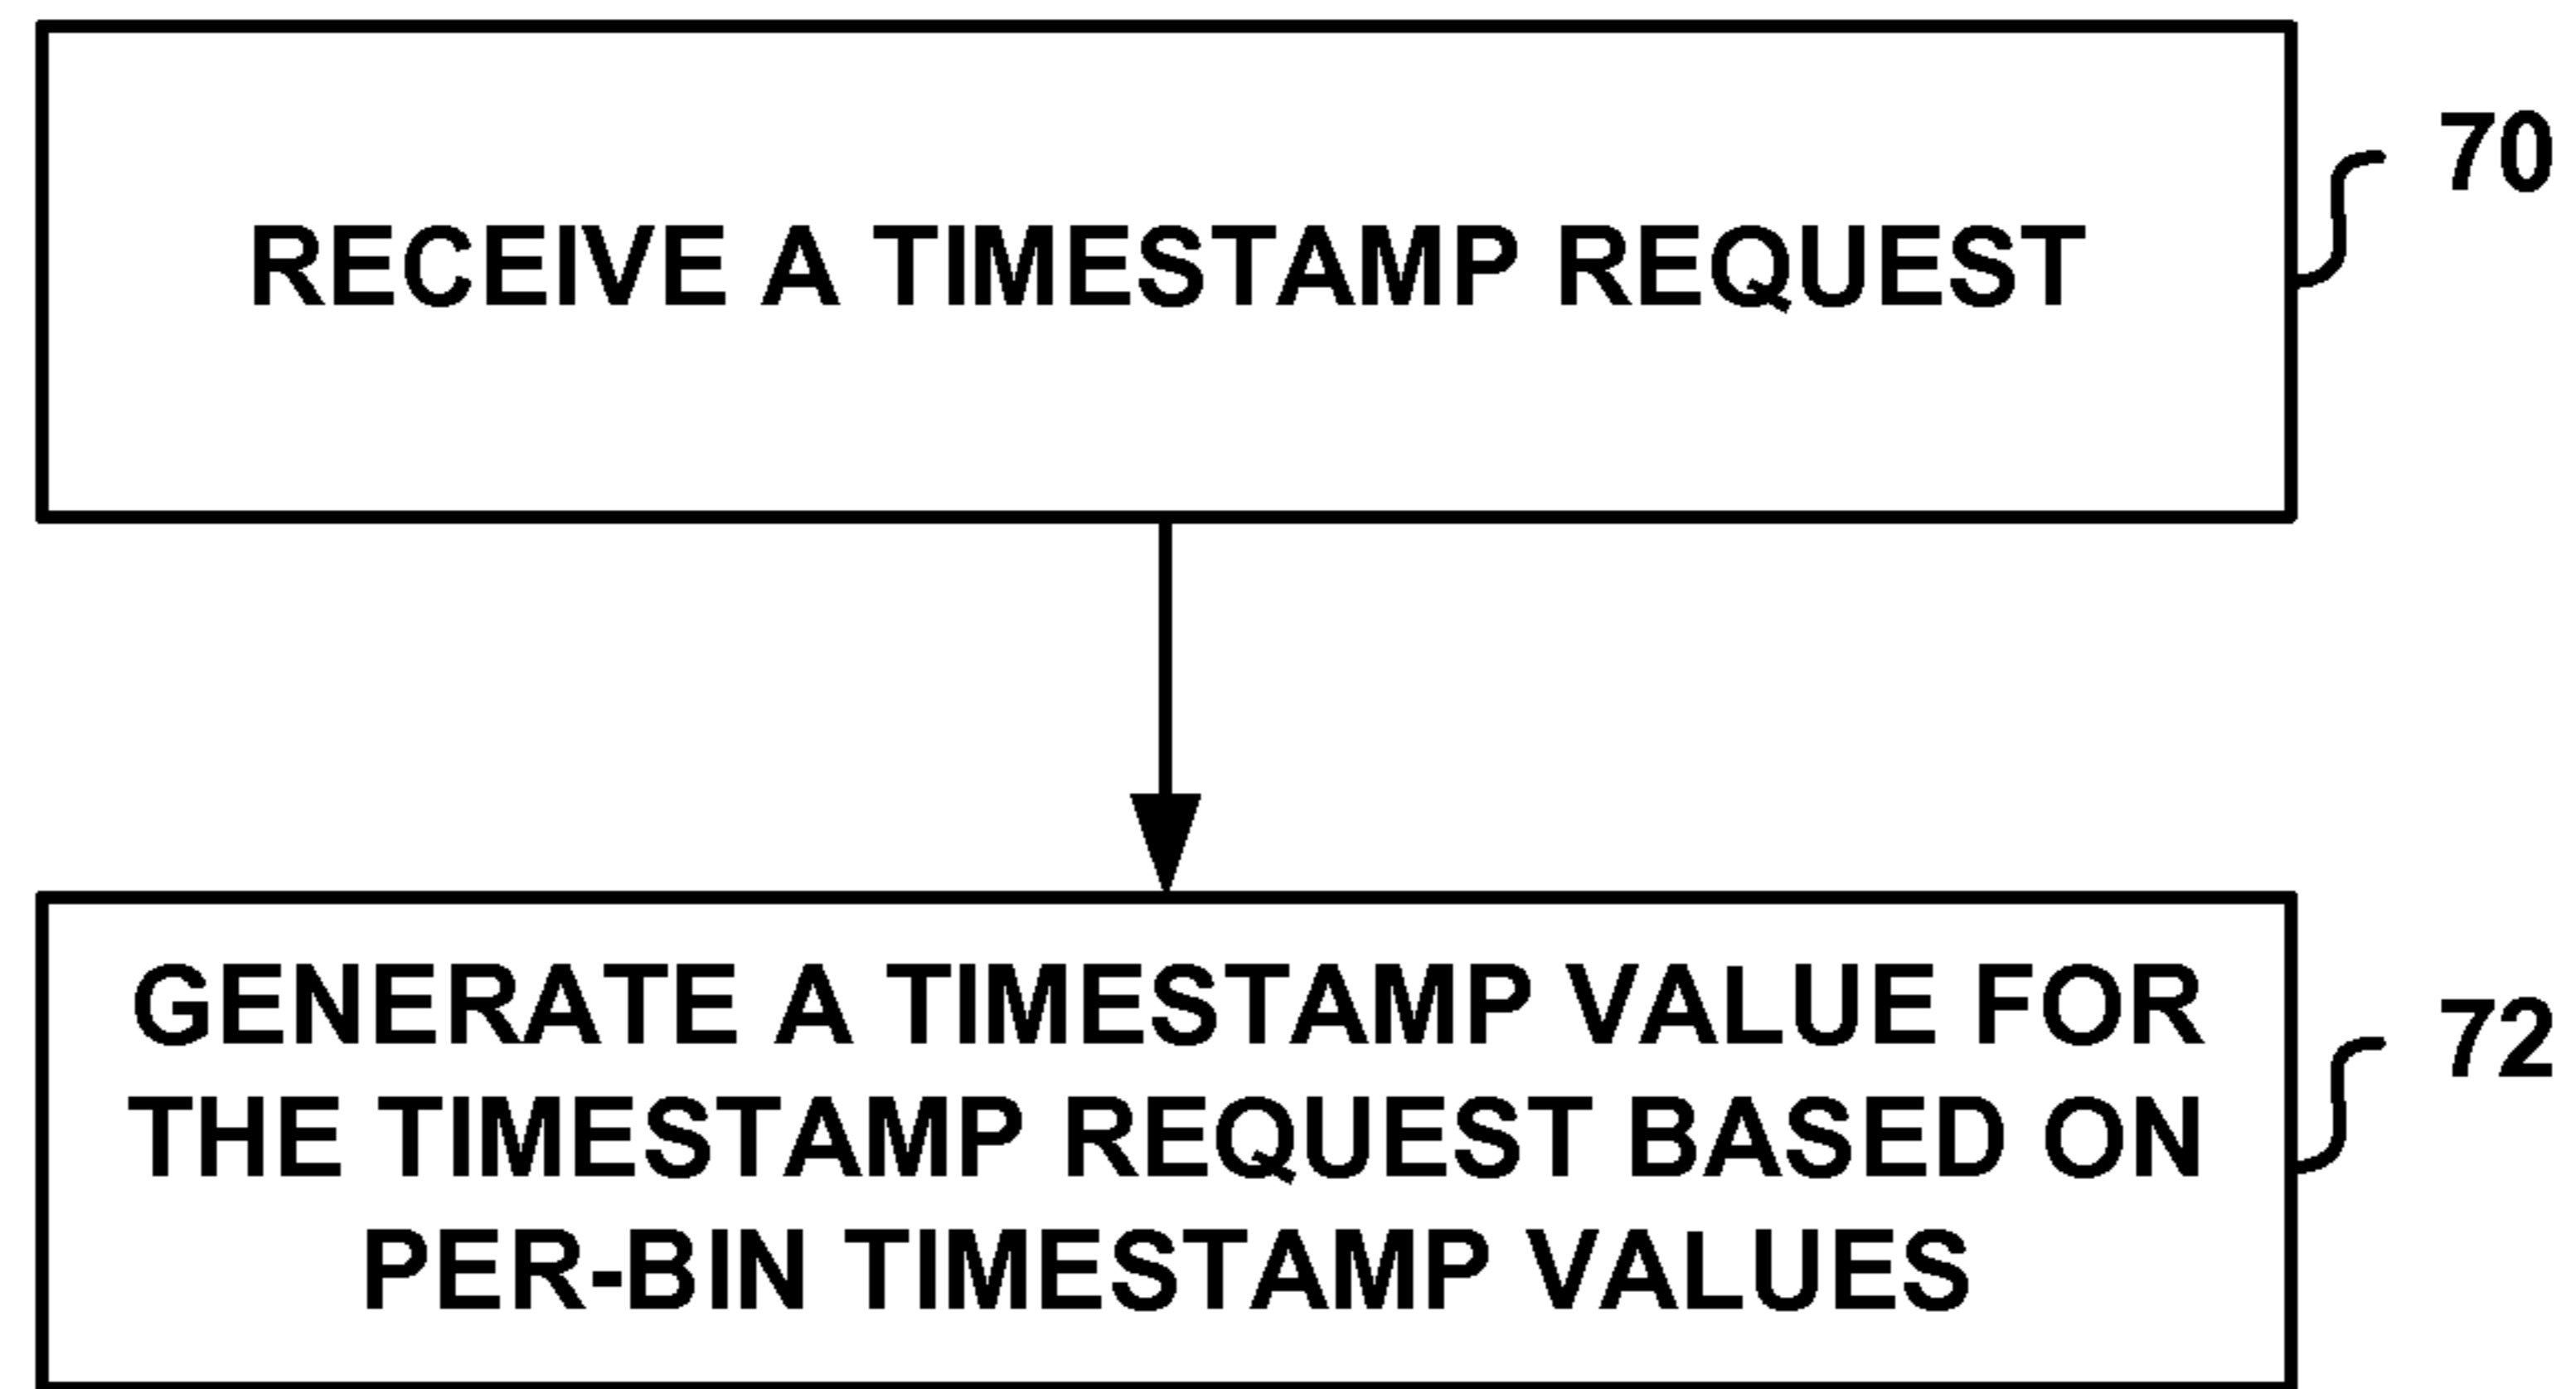 RECEIVE A TIMESTAMP REQUEST
70
GENERATE A TIMESTAMP VALUE FOR
THE TIMESTAMP REQUEST BASED ON
PER-BIN TIMESTAMP VALUES
72